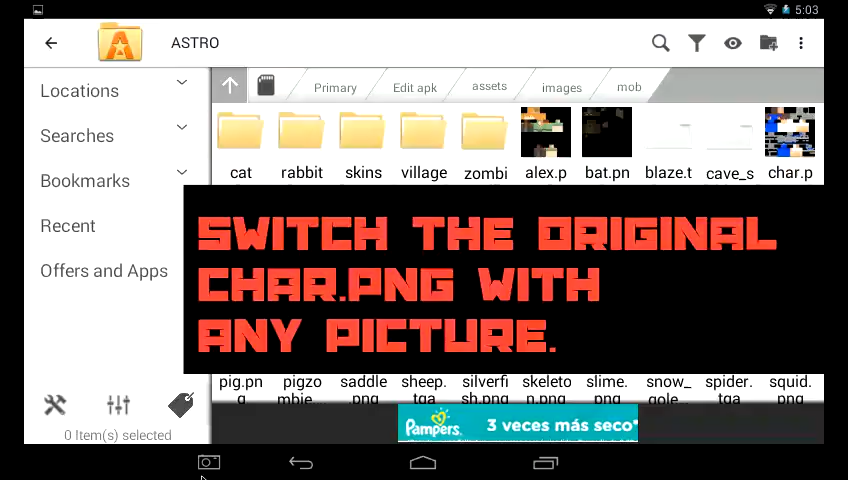 5:03
ASTRO
Locations
Searches
Bookmarks
Recent
Offers and Apps
0 Item(s) selected
Primary
Edit apk
assets
images
mob
cat
rabbit
skins
village
zombi
alex.p
bat.pn
blaze.t
cave_s
char.p
SWITCH THE ORIGINAL
CHAR.PNG WITH
ANY PICTURE.
pig.pn
g
pigzo
mbie_
saddle
.png
sheep.
tga
silverfi
sh.png
skeleto
n.png
slime.
png
snow_
gole...
spider.
tga
squid.
png
Pampers.
3 veces más seco*